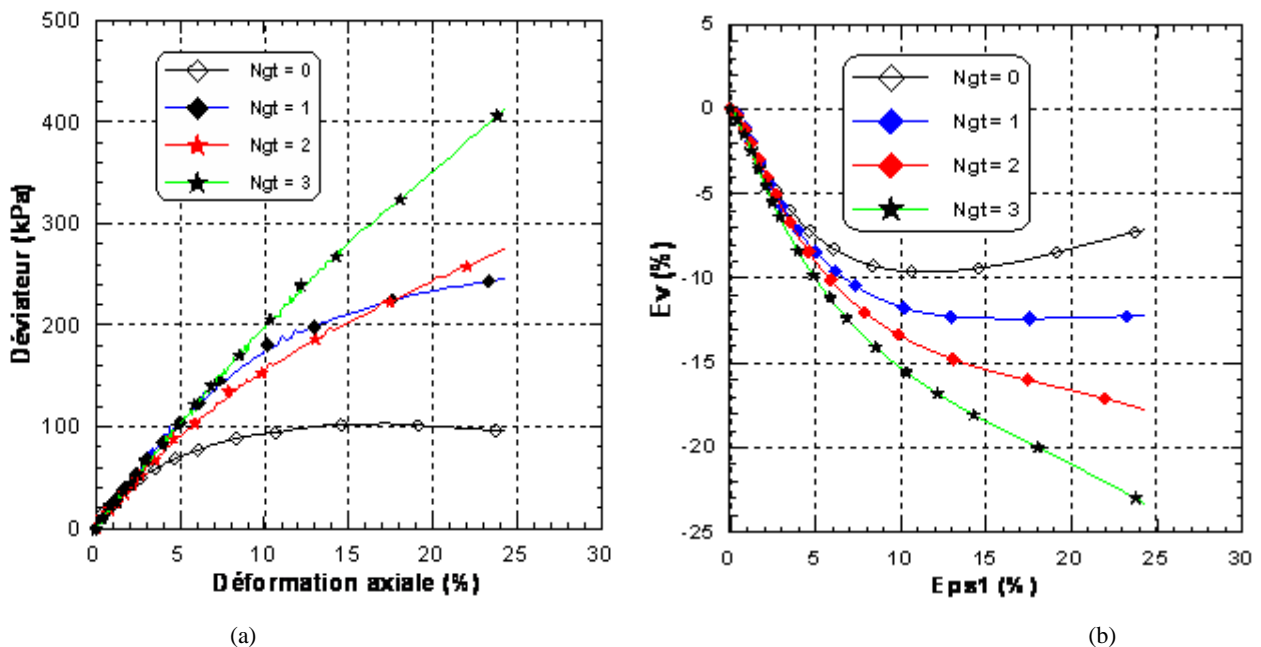 500
400
300
200
100
0
0 5 10 15 20 25 30
Déviateur (kPa)
Déformation axiale (%)
Ngt = 0
Ngt = 1
Ngt = 2
Ngt = 3
(a)
5
0
-5
-10
-15
-20
-25
0 5 10 15 20 25 30
Ev (%)
Eps1 (%)
Ngt= 0
Ngt= 1
Ngt= 2
Ngt= 3
(b)